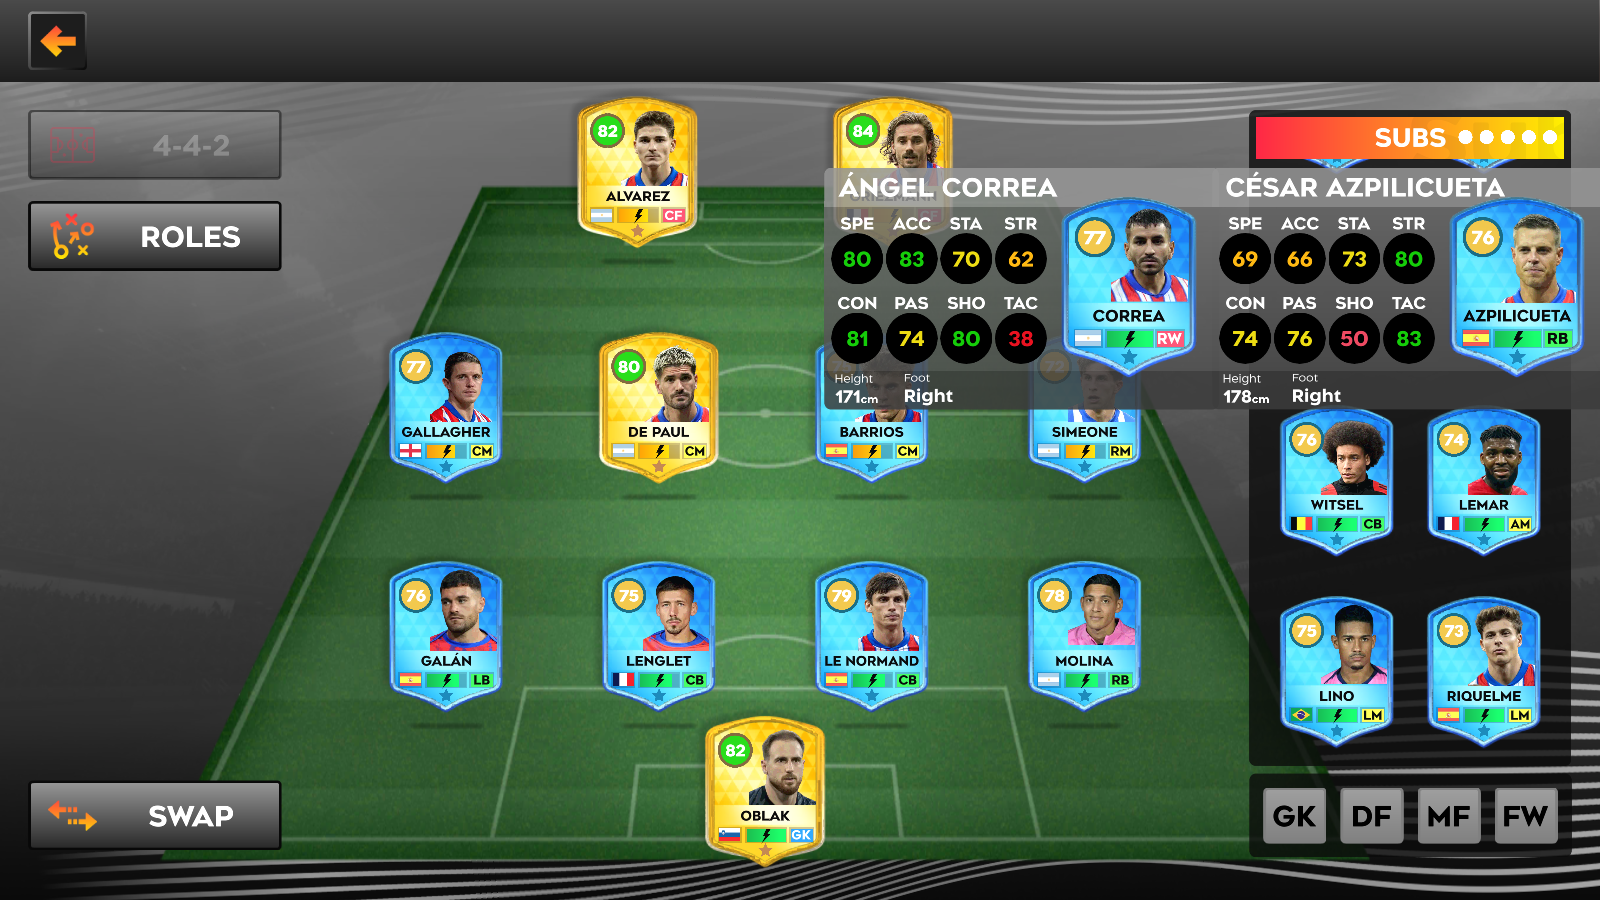 4-4-2
ROLES
SWAP
82
ALVAREZ
CF
84
SUBS
ÁNGEL CORREA
SPE ACC STA STR
80 83 70 62
CON PAS SHO TAC
81 74 80 38
Height Foot
171cm Right
77
CORREA
RW
CÉSAR AZPILICUETA
SPE ACC STA STR
69 66 73 80
CON PAS SHO TAC
74 76 50 83
Height Foot
178cm Right
76
AZPILICUETA
RB
77
GALLAGHER
CM
80
DE PAUL
CM
BARRIOS
CM
72
SIMEONE
RM
76
WITSEL
CB
74
LEMAR
AM
76
GALÁN
LB
75
LENGLET
CB
79
LE NORMAND
CB
78
MOLINA
RB
75
LINO
LM
73
RIQUELME
LM
82
OBLAK
GK
GK DF MF FW